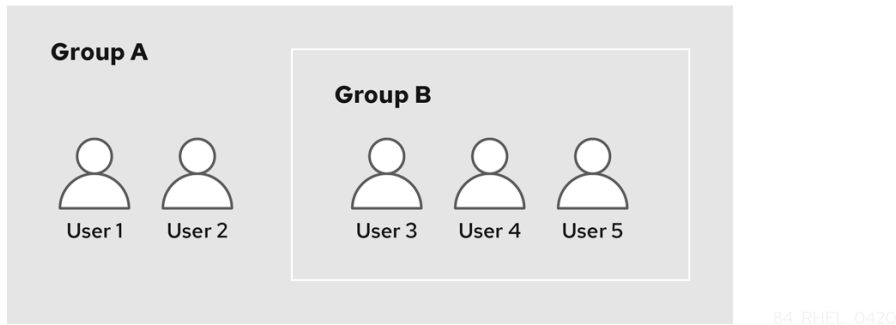 Group A
Group B
User 1
User 2
User 3
User 4
User 5
84_RHEL_0420